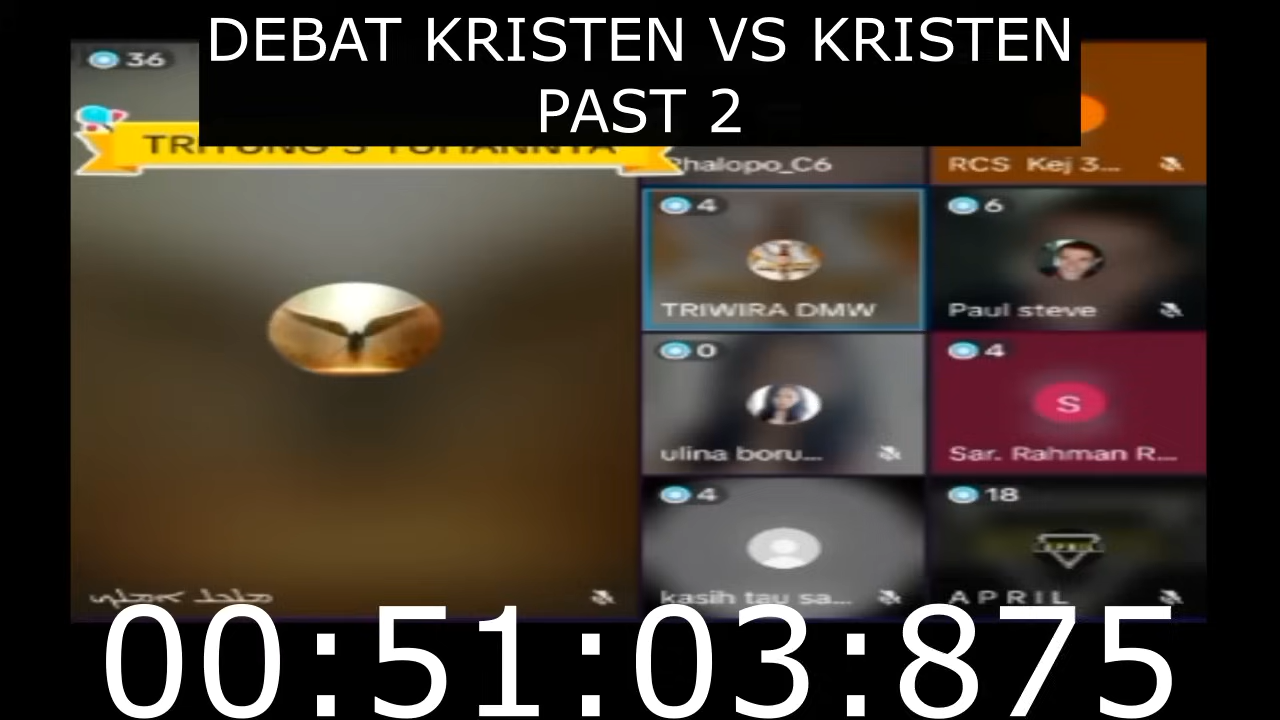 DEBAT KRISTEN VS KRISTEN
PAST 2
36
Phalopo_C6
RCS Kej 3...
4
TRIWIRA DMW
6
Paul steve
0
ulina boru...
4
S
Sar. Rahman R...
4
kasih tau sa...
18
APRIL
A P R I L
00:51:03:875